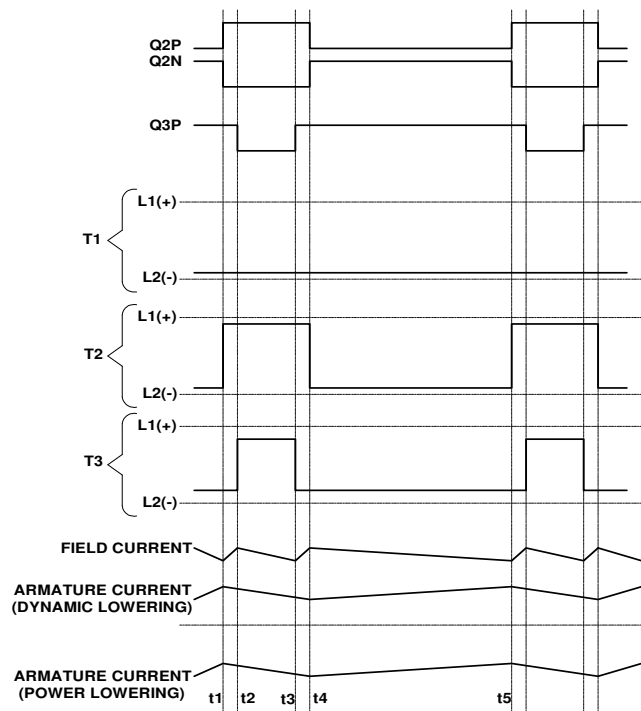 Q2P
Q2N
Q3P
L1(+)
T1
L2(-)
L1(+)
T2
L2(-)
L1(+)
T3
L2(-)
FIELD CURRENT
ARMATURE CURRENT
(DYNAMIC LOWERING)
ARMATURE CURRENT
(POWER LOWERING)
t1 t2 t3 t4 t5